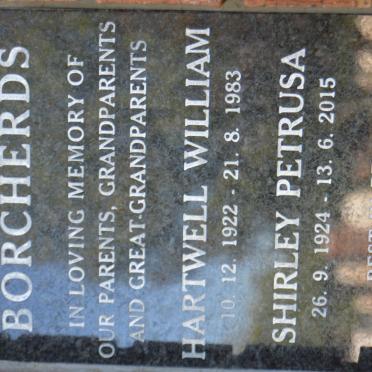 BORCHERDS
IN LOVING MEMORY OF
OUR PARENTS, GRANDPARENTS
AND GREAT-GRANDPARENTS
HARTWELL WILLIAM
10. 12. 1922 - 21. 8. 1983
SHIRLEY PETRUSA
26. 9. 1924 - 13. 6. 2015